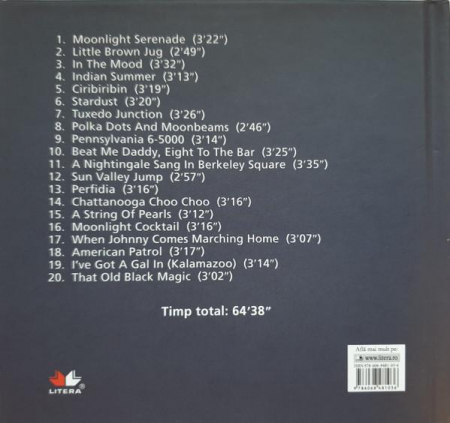 1. Moonlight Serenade (3'22")
2. Little Brown Jug (2'49")
3. In The Mood (3'32")
4. Indian Summer (3'13")
5. Ciribiribin (3'19")
6. Stardust (3'20")
7. Tuxedo Junction (3'26")
8. Polka Dots And Moonbeams (2'46")
9. Pennsylvania 6-5000 (3'14")
10. Beat Me Daddy, Eight To The Bar (3'25")
11. A Nightingale Sang In Berkeley Square (3'35")
12. Sun Valley Jump (2'57")
13. Perfidia (3'16")
14. Chattanooga Choo Choo (3'16")
15. A String Of Pearls (3'12")
16. Moonlight Cocktail (3'16")
17. When Johnny Comes Marching Home (3'07")
18. American Patrol (3'17")
19. I've Got A Gal In (Kalamazoo) (3'14")
20. That Old Black Magic (3'02")
Timp total: 64'38"
Află mai multe pe:
www.litera.ro
LITERA®